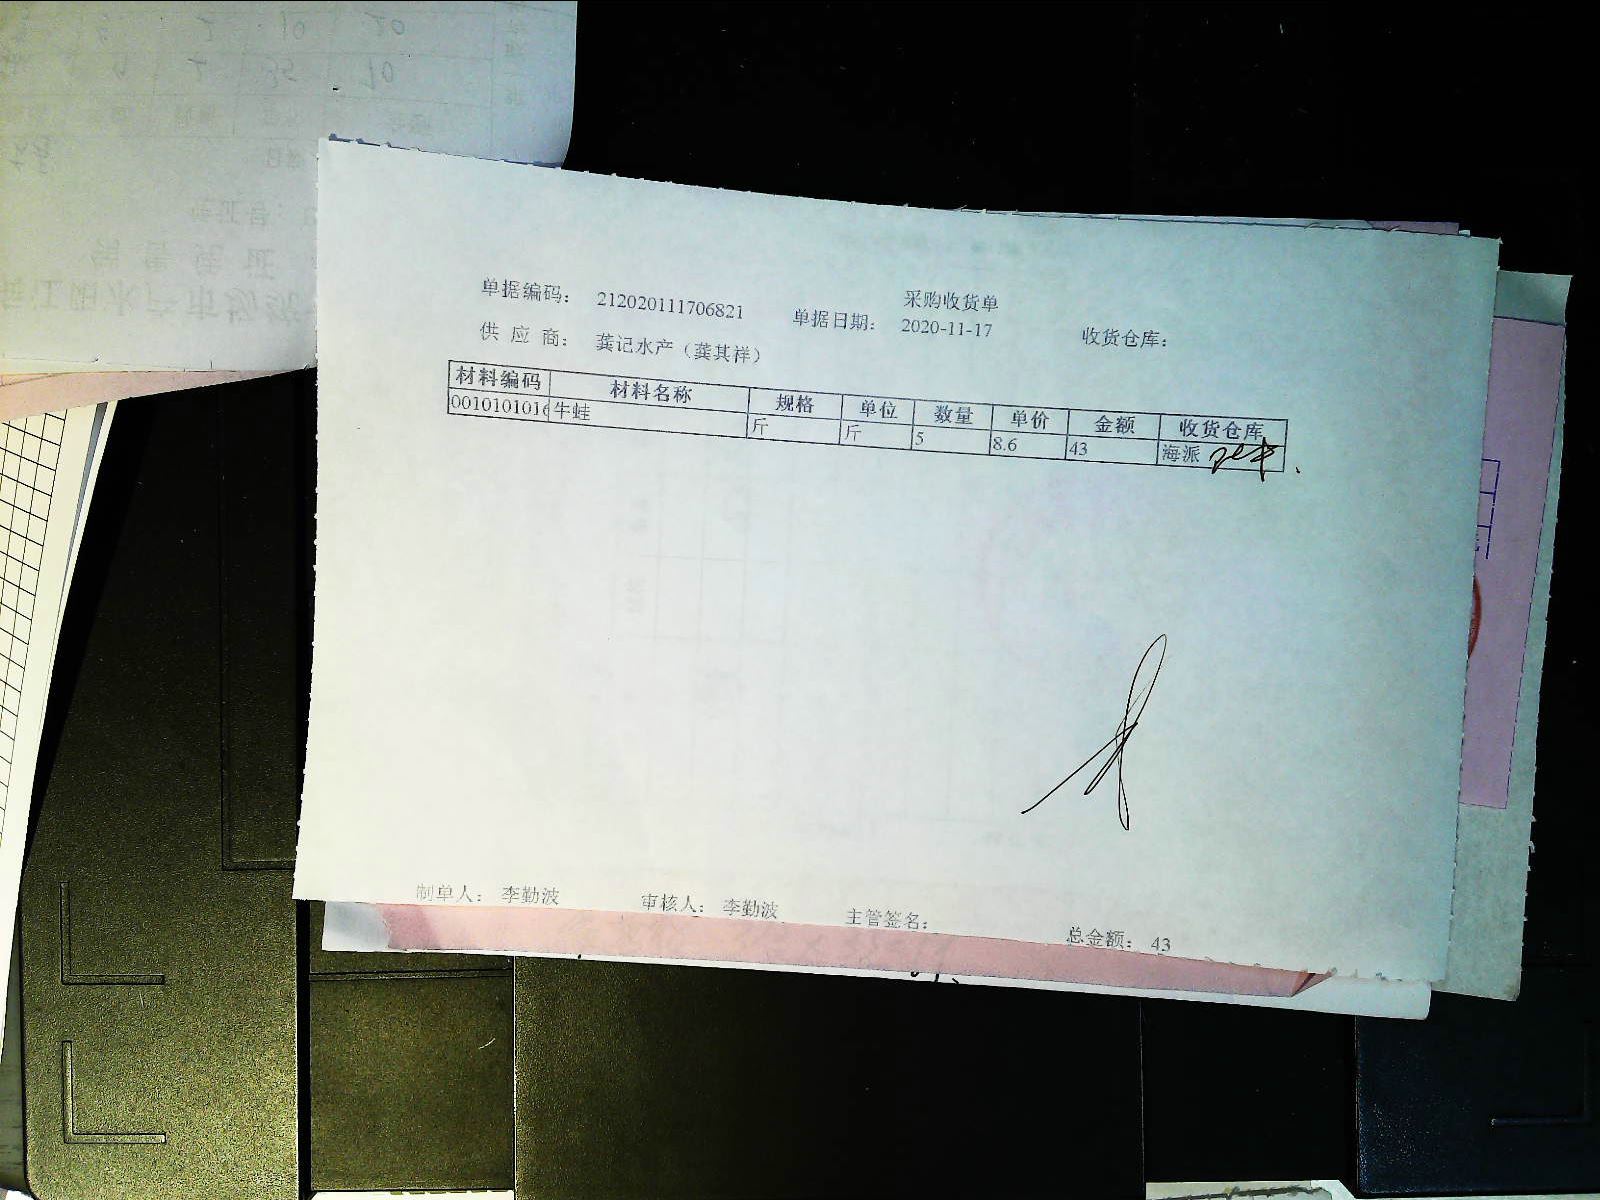 采购收货单
单据编码： 212020111706821 单据日期： 2020-11-17 收货仓库：
供 应 商： 龚记水产（龚其祥）
材料编码 材料名称 规格 单位 数量 单价 金额 收货仓库
0010101016 牛蛙 斤 斤 5 8.6 43 海派
制单人： 李勤波 审核人： 李勤波 主管签名： 总金额： 43